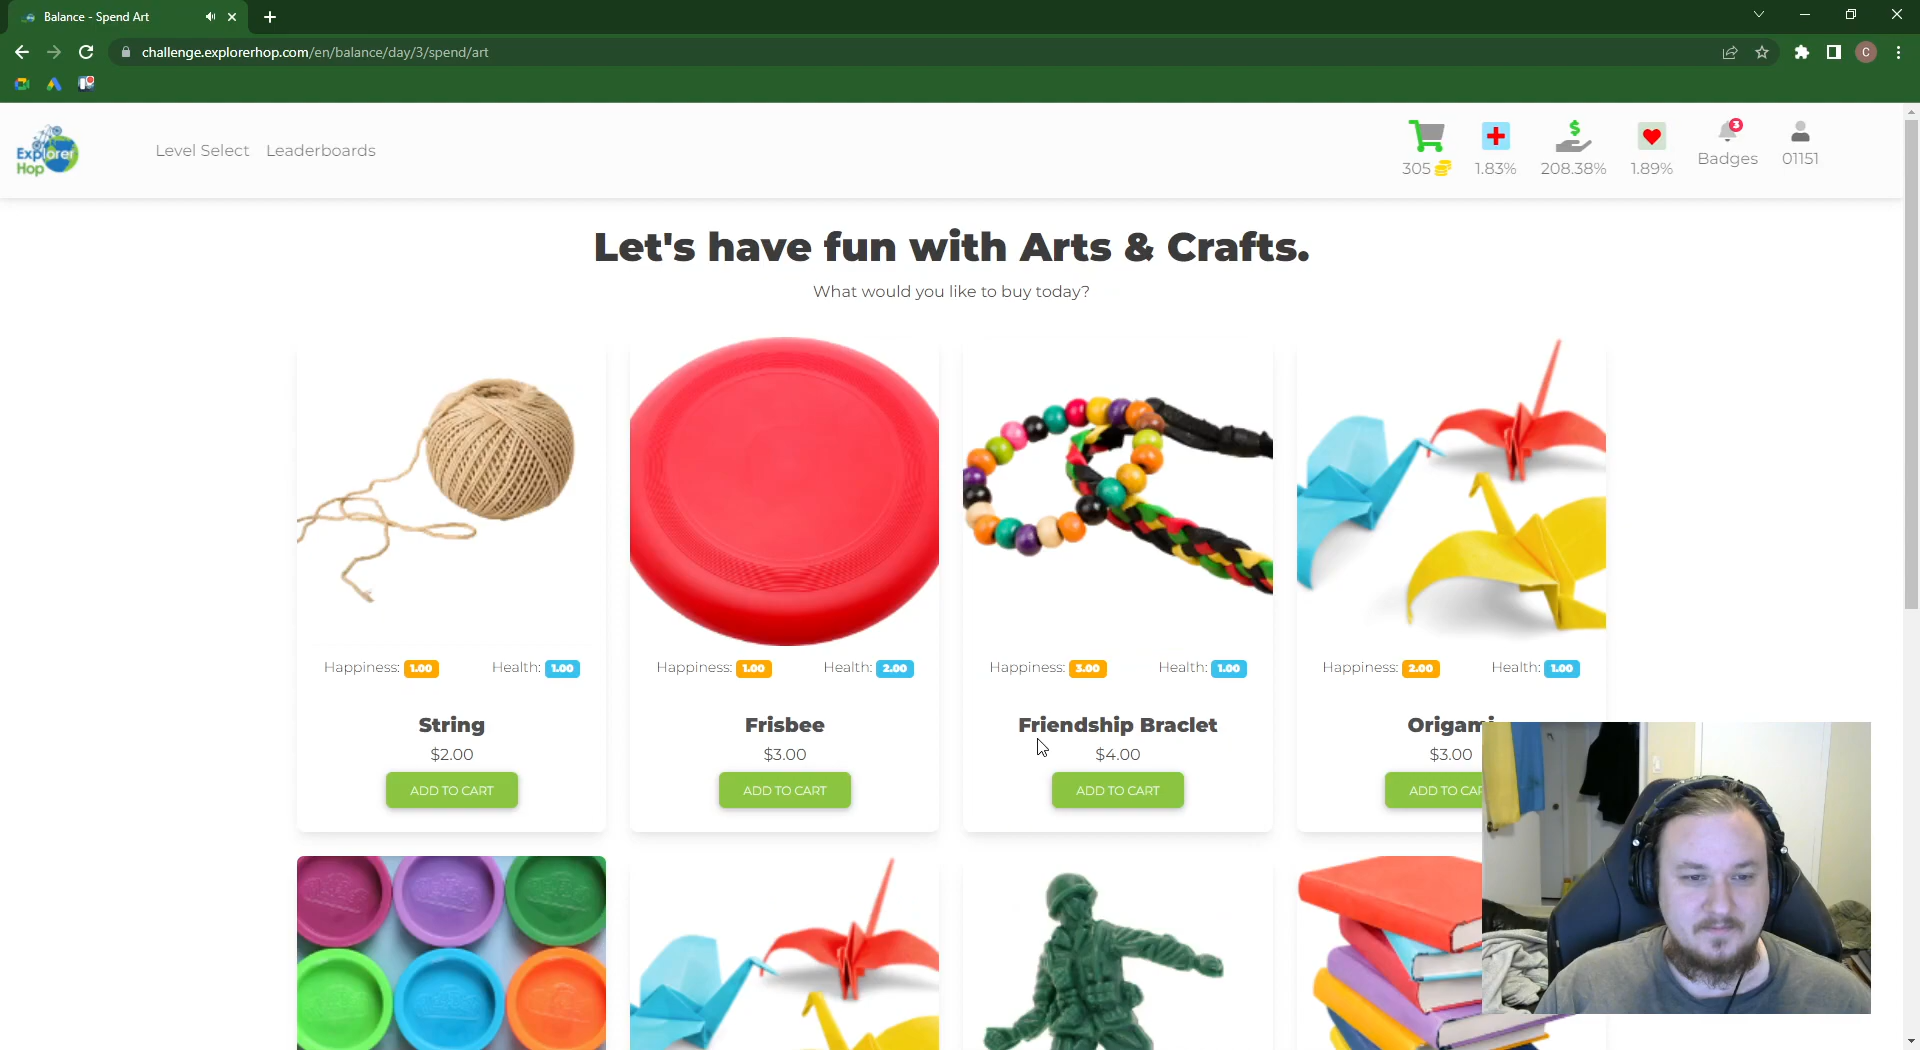 Balance - Spend Art
challenge.explorerhop.com/en/balance/day/3/spend/art
C
Explorer
Hop
Level Select Leaderboards
305 1.83% 208.38% 1.89% 3 Badges 01151
Let's have fun with Arts & Crafts.
What would you like to buy today?
Happiness: 1.00 Health: 1.00
String
$2.00
ADD TO CART
Happiness: 1.00 Health: 2.00
Frisbee
$3.00
ADD TO CART
Happiness: 3.00 Health: 1.00
Friendship Braclet
$4.00
ADD TO CART
Happiness: 2.00 Health: 1.00
Origami
$3.00
ADD TO CAR